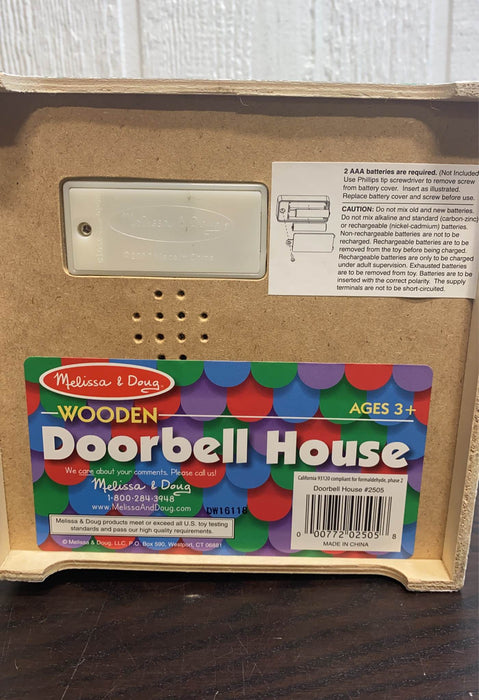 2 AAA batteries are required. (Not Included
Use Phillips tip screwdriver to remove screw
from battery cover. Insert as illustrated.
Replace battery cover and screw before use.
CAUTION: Do not mix old and new batteries.
Do not mix alkaline and standard (carbon-zinc)
or rechargeable (nickel-cadmium) batteries.
Non-rechargeable batteries are not to be
recharged. Rechargeable batteries are to be
removed from the toy before being charged.
Rechargeable batteries are only to be charged
under adult supervision. Exhausted batteries
are to be removed from toy. Batteries are to be
inserted with the correct polarity. The supply
terminals are not to be short-circuited.
Melissa & Doug
Made in China
Melissa & Doug
WOODEN
AGES 3+
Doorbell House
We care about your comments. Please call us!
Melissa & Doug
1-800-284-3948
www.MelissaAndDoug.com
DW16118
Melissa & Doug products meet or exceed all U.S. toy testing
standards and pass our high quality requirements.
© Melissa & Doug, LLC, P.O. Box 590, Westport, CT 06881
California 93120 compliant for formaldehyde, phase 2
Doorbell House #2505
0 00772 02505 8
MADE IN CHINA